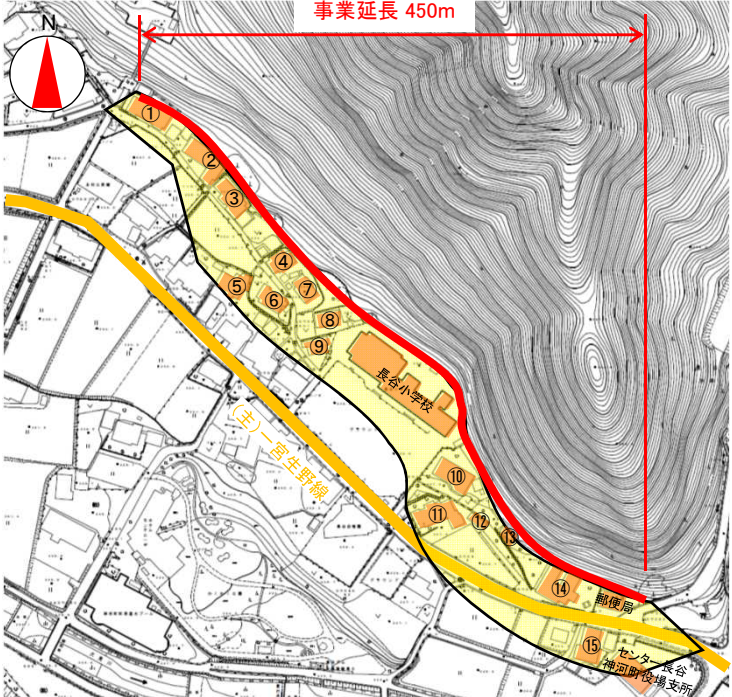 事業延長 450m
N
①
②
③
④
⑤
⑥
⑦
⑧
⑨
長谷小学校
(主)一宮生野線
⑩
⑪
⑫
⑬
⑭
郵便局
⑮
センター長谷
神河町役場支所